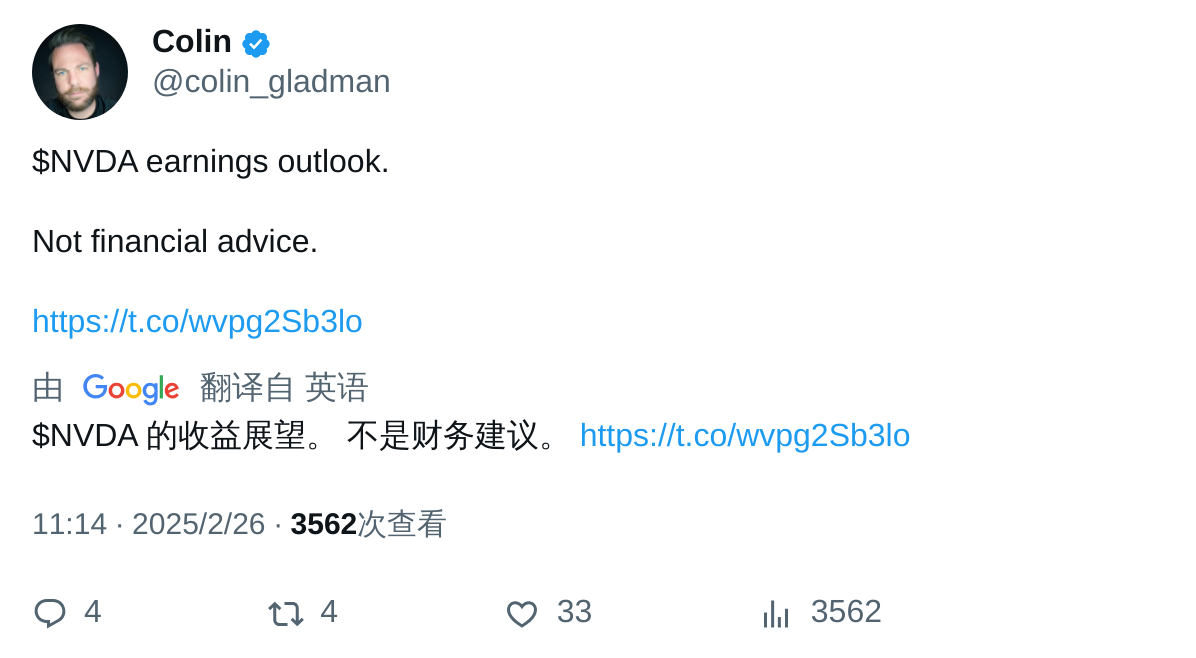 Colin
@colin_gladman
$NVDA earnings outlook.
Not financial advice.
https://t.co/wvpg2Sb3lo
由 Google 翻译自 英语
$NVDA 的收益展望。 不是财务建议。 https://t.co/wvpg2Sb3lo
11:14 · 2025/2/26 · 3562次查看
4 4 33 3562